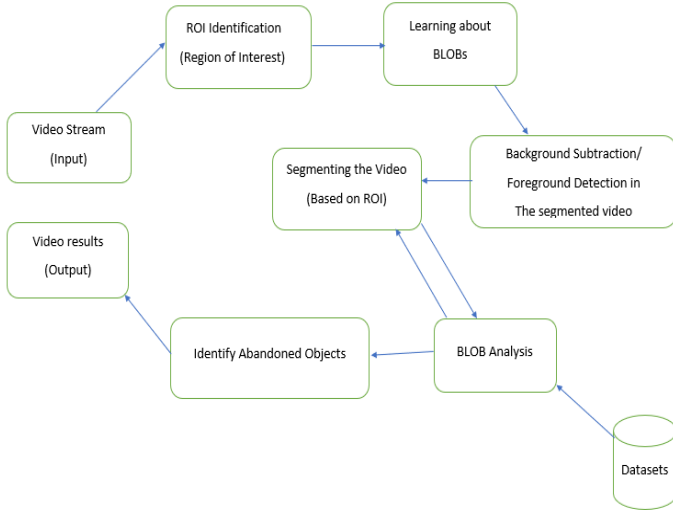 ROI Identification
(Region of Interest)
Learning about
BLOBs
Video Stream
(Input)
Background Subtraction/
Foreground Detection in
The segmented video
Segmenting the Video
(Based on ROI)
Video results
(Output)
Identify Abandoned Objects
BLOB Analysis
Datasets